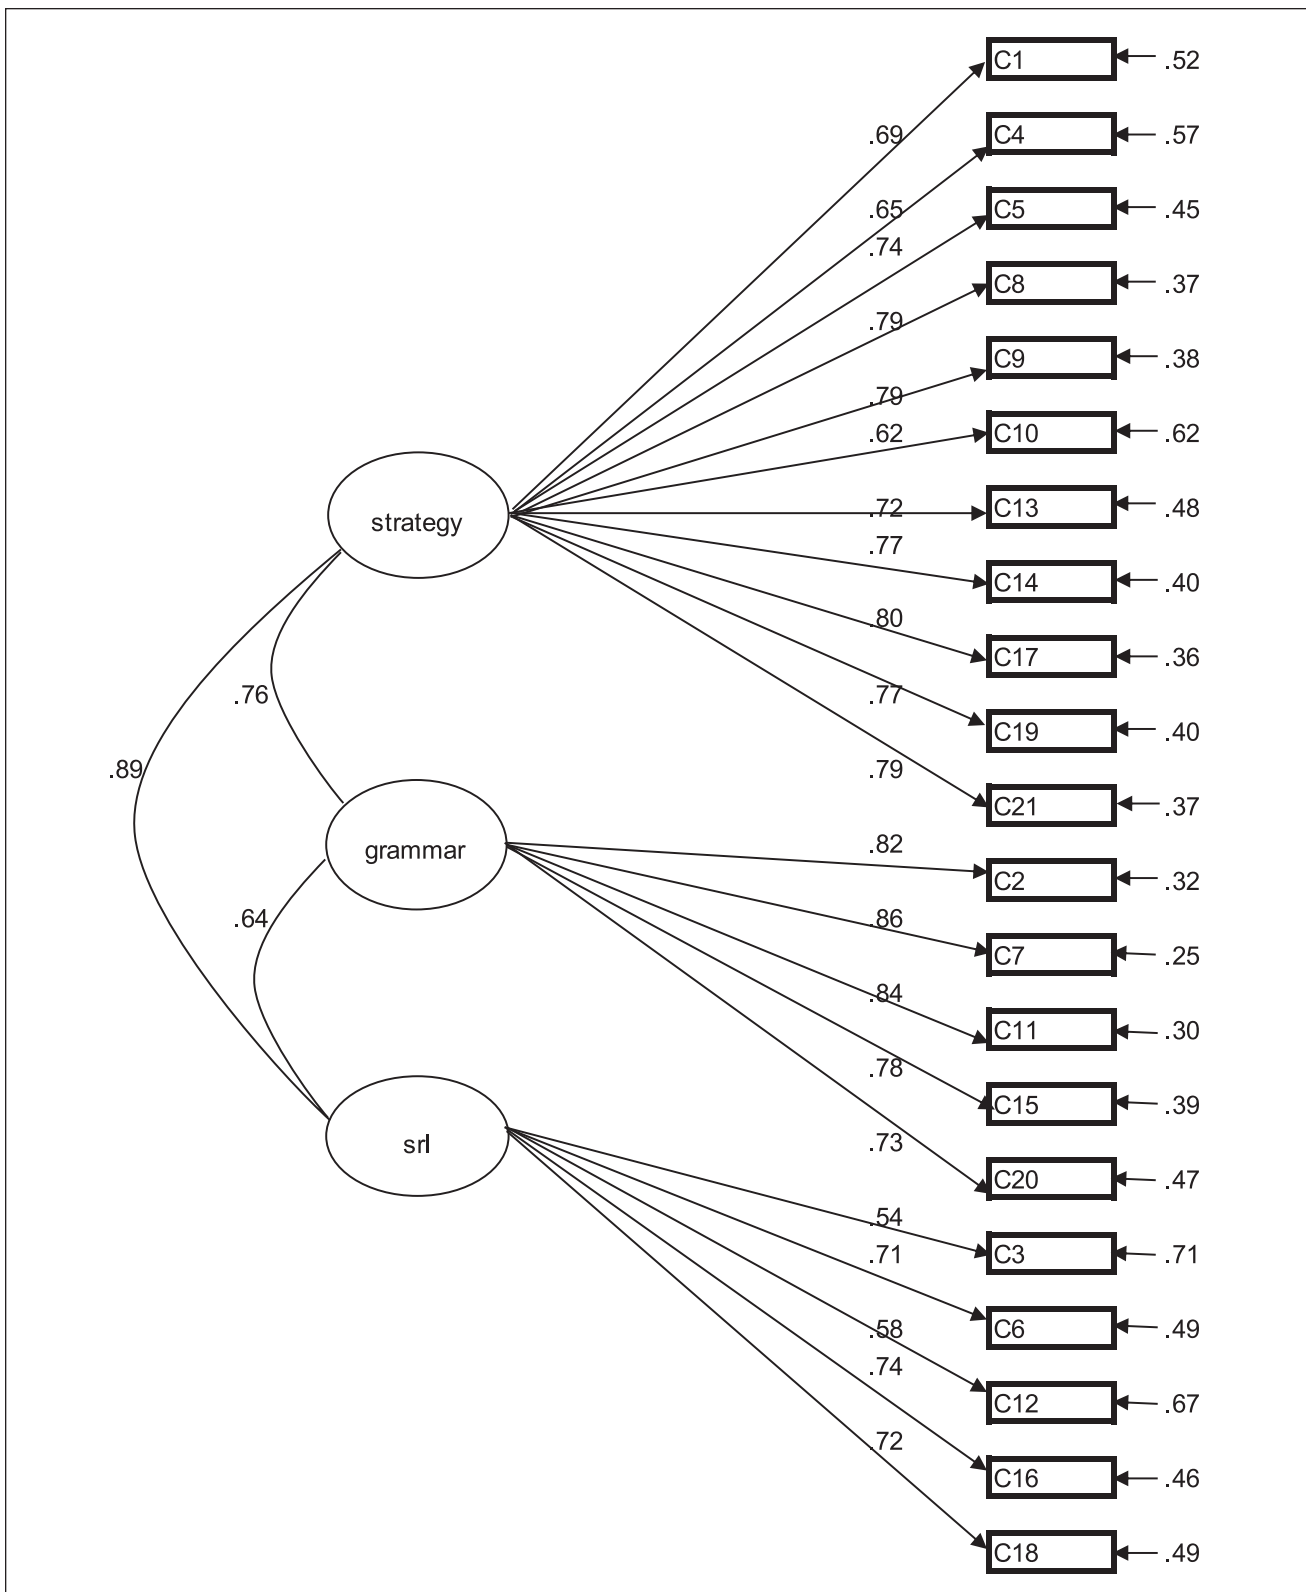 C1 .52
.69
C4 .57
.65
C5 .45
.74
C8 .37
.79
C9 .38
.79
C10 .62
.62
C13 .48
.72
strategy
.77
C14 .40
.80
C17 .36
.76
.77
C19 .40
.89
.79
C21 .37
.82
grammar
C2 .32
.64
.86
C7 .25
.84
C11 .30
.78
C15 .39
.73
srl
C20 .47
.54
C3 .71
.71
C6 .49
.58
.74
C12 .67
.72
C16 .46
C18 .49